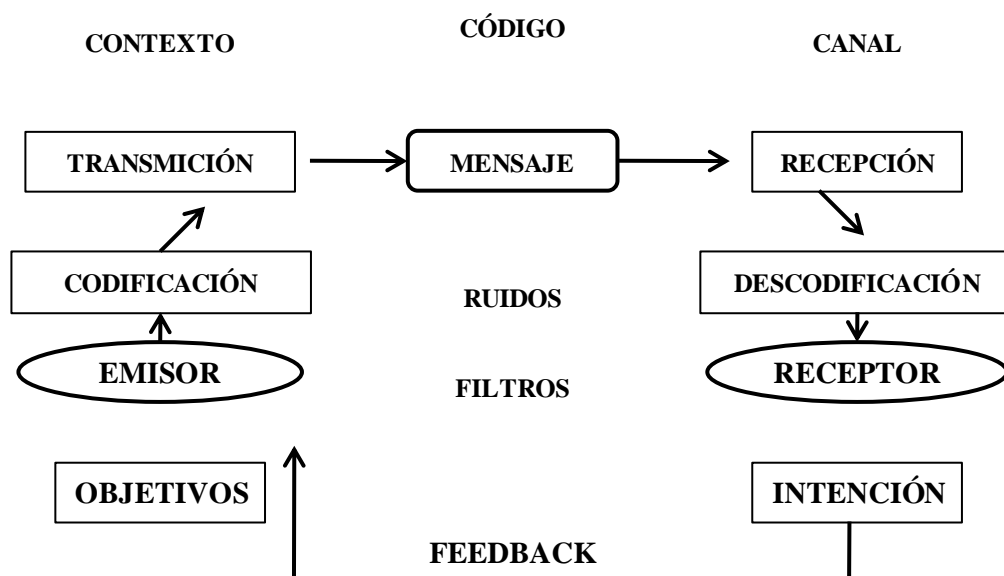 CONTEXTO
CÓDIGO
CANAL
TRANSMICIÓN
MENSAJE
RECEPCIÓN
CODIFICACIÓN
RUIDOS
DESCODIFICACIÓN
EMISOR
FILTROS
RECEPTOR
OBJETIVOS
INTENCIÓN
FEEDBACK